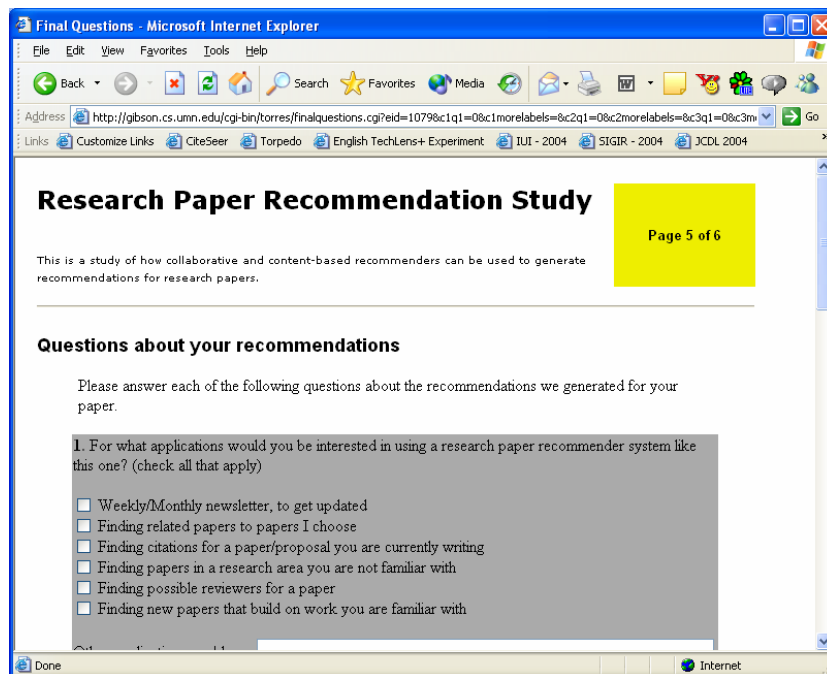 Final Questions - Microsoft Internet Explorer
File Edit View Favorites Tools Help
Back Search Favorites Media
Address http://gibson.cs.umn.edu/cgi-bin/torres/finalquestions.cgi?eid=1079&c1q1=0&c1morelabels=&c2q1=0&c2morelabels=&c3q1=0&c3m Go
Links Customize Links CiteSeer Torpedo English TechLens+ Experiment IUI - 2004 SIGIR - 2004 JCDL 2004 »
Research Paper Recommendation Study
Page 5 of 6
This is a study of how collaborative and content-based recommenders can be used to generate
recommendations for research papers.
Questions about your recommendations
Please answer each of the following questions about the recommendations we generated for your
paper.
1. For what applications would you be interested in using a research paper recommender system like
this one? (check all that apply)
Weekly/Monthly newsletter, to get updated
Finding related papers to papers I choose
Finding citations for a paper/proposal you are currently writing
Finding papers in a research area you are not familiar with
Finding possible reviewers for a paper
Finding new papers that build on work you are familiar with
Done Internet